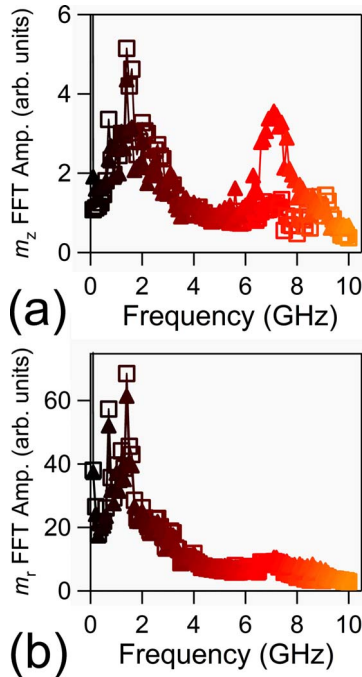 6
4
2
0
m_z FFT Amp. (arb. units)
0 2 4 6 8 10
(a) Frequency (GHz)
60
40
20
0
m_r FFT Amp. (arb. units)
0 2 4 6 8 10
(b) Frequency (GHz)